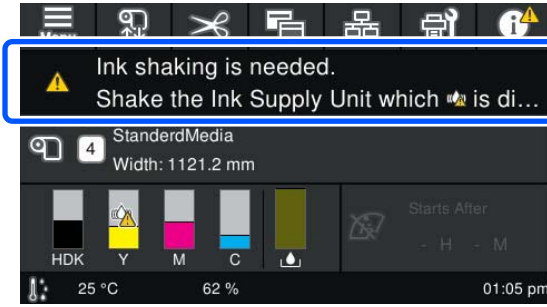 Menu
Ink shaking is needed.
Shake the Ink Supply Unit which is di...
4 StanderdMedia
Width: 1121.2 mm
Starts After
- H - M
HDK Y M C
25 °C 62 % 01:05 pm